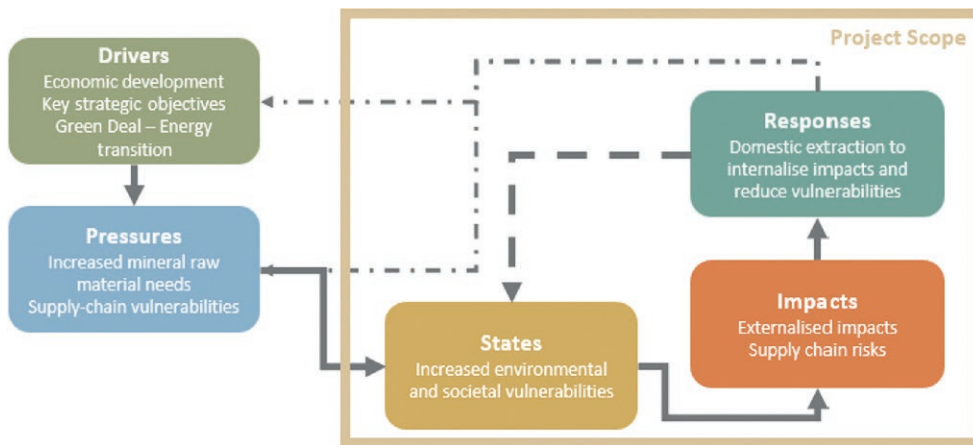 Project Scope
Drivers
Economic development
Key strategic objectives
Green Deal – Energy
transition
Responses
Domestic extraction to
internalise impacts and
reduce vulnerabilities
Pressures
Increased mineral raw
material needs
Supply-chain vulnerabilities
Impacts
Externalised impacts
Supply chain risks
States
Increased environmental
and societal vulnerabilities